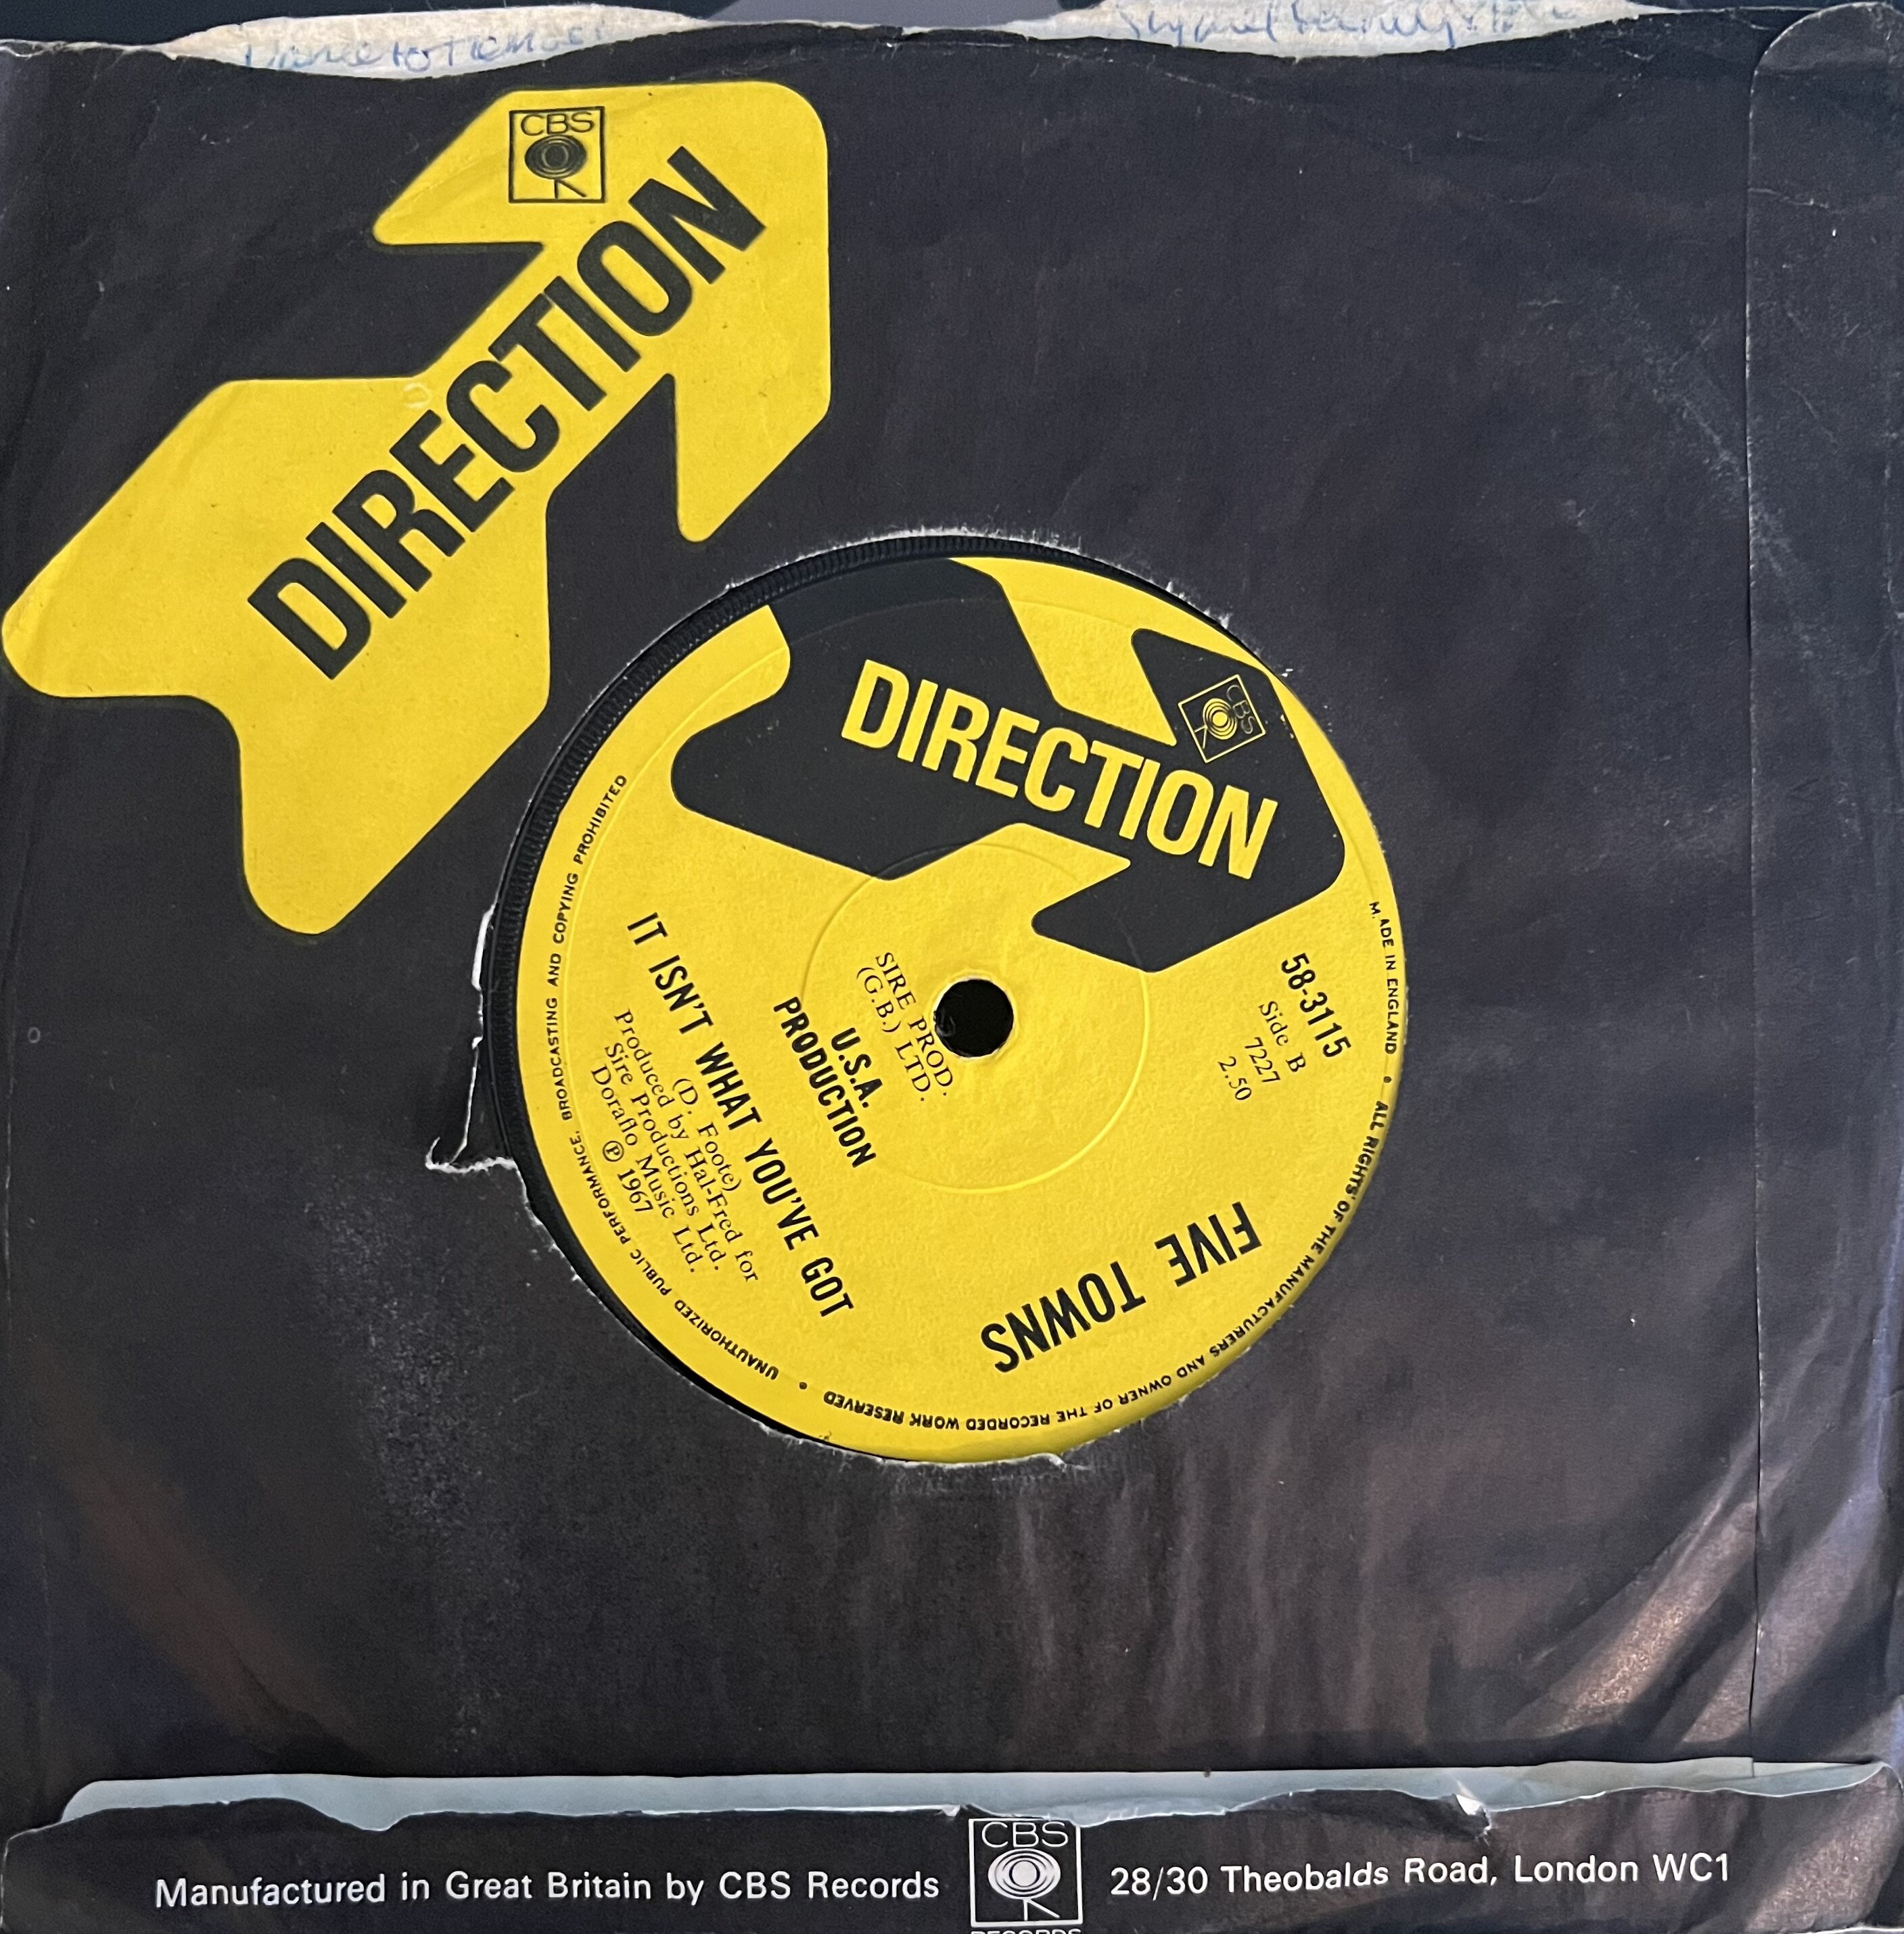 CBS
DIRECTION
CBS
DIRECTION
MADE IN ENGLAND • ALL RIGHTS OF THE MANUFACTURERS AND OWNER OF THE RECORDED WORK RESERVED • UNAUTHORIZED PUBLIC PERFORMANCE, BROADCASTING AND COPYING PROHIBITED
58-3115
Side B
7227
2.50
SIRE PROD.
(G.B.) LTD.
U.S.A.
PRODUCTION
IT ISN'T WHAT YOU'VE GOT
(D. Foote)
Produced by Hal-Fred for
Sire Productions Ltd.
Doraflo Music Ltd.
℗ 1967
FIVE TOWNS
Manufactured in Great Britain by CBS Records
CBS
RECORDS
28/30 Theobalds Road, London WC1